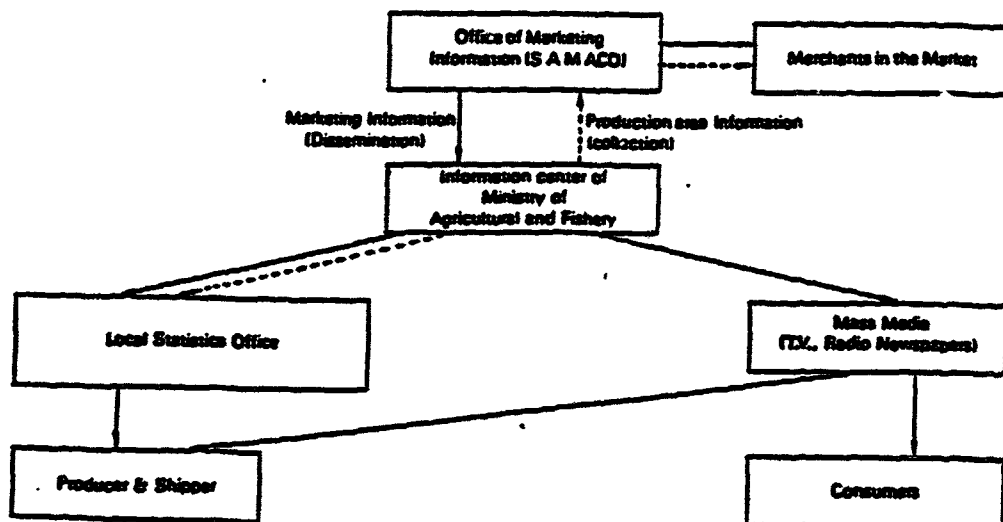 Office of Marketing
Information (S A M ACO)
Merchants in the Market
Marketing Information
(Dissemination)
Production area Information
(collection)
Information center of
Ministry of
Agricultural and Fishery
Local Statistics Office
Mass Media
(T.V., Radio Newspapers)
Producer & Shipper
Consumers